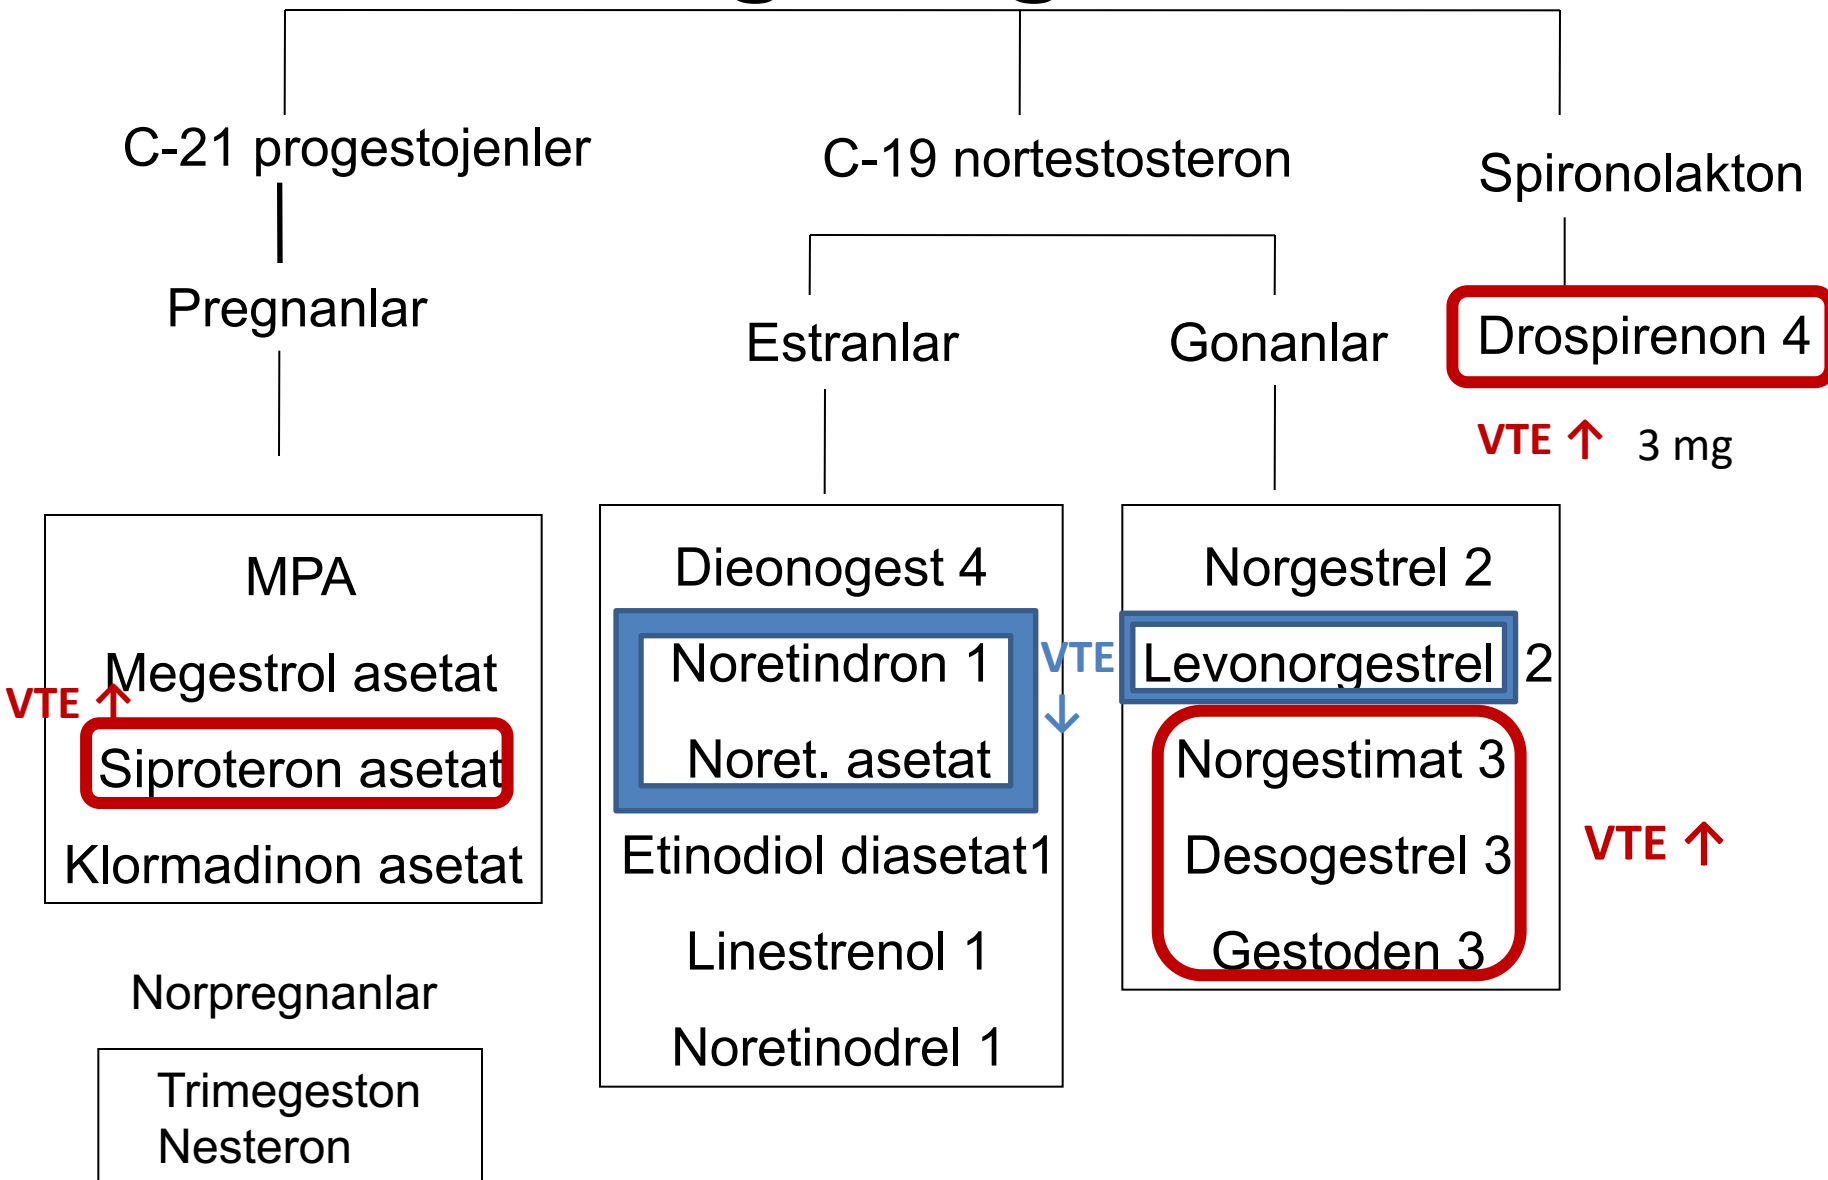 C-21 progestojenler
C-19 nortestosteron
Spironolakton
Pregnanlar
Estranlar
Gonanlar
Drospirenon 4
VTE ↑ 3 mg
MPA
Megestrol asetat
VTE ↑
Siproteron asetat
Klormadinon asetat
Norpregnanlar
Trimegeston
Nesteron
Dieonogest 4
Noretindron 1
Noret. asetat
VTE
↓
Etinodiol diasetat1
Linestrenol 1
Noretinodrel 1
Norgestrel 2
Levonorgestrel 2
Norgestimat 3
Desogestrel 3
Gestoden 3
VTE ↑